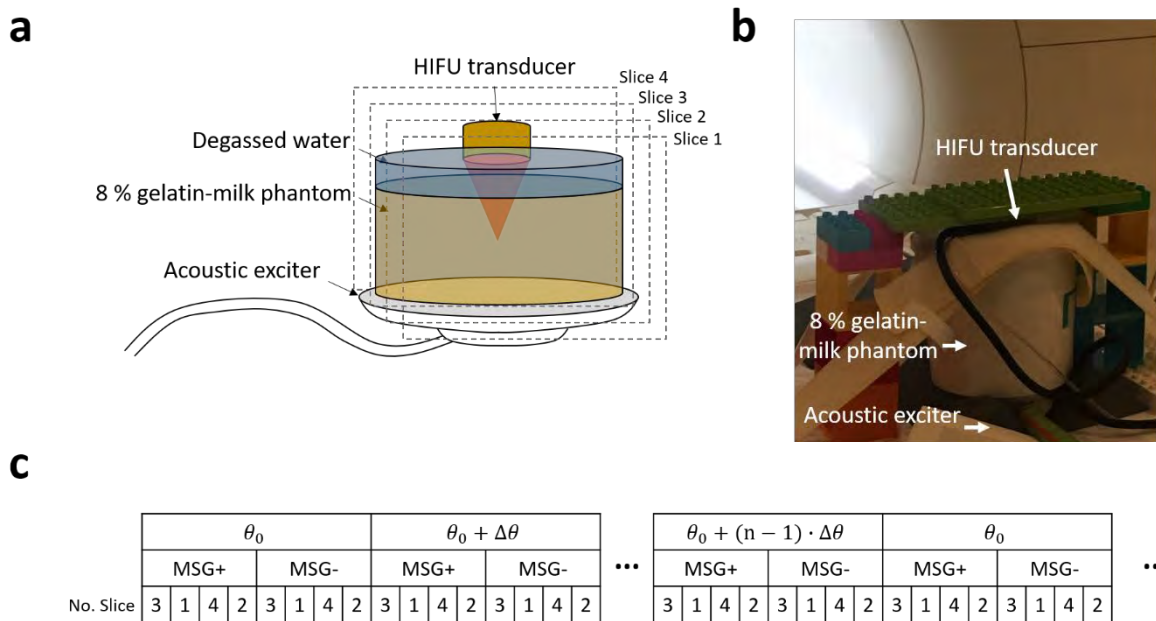 a
HIFU transducer
Slice 4
Slice 3
Slice 2
Slice 1
Degassed water
8 % gelatin-milk phantom
Acoustic exciter
b
HIFU transducer
8 % gelatin-
milk phantom
Acoustic exciter
c
θ₀ θ₀ + Δθ ••• θ₀ + (n − 1) · Δθ θ₀
MSG+ MSG- MSG+ MSG- MSG+ MSG- MSG+ MSG-
No. Slice 3 1 4 2 3 1 4 2 3 1 4 2 3 1 4 2 3 1 4 2 3 1 4 2 3 1 4 2 3 1 4 2